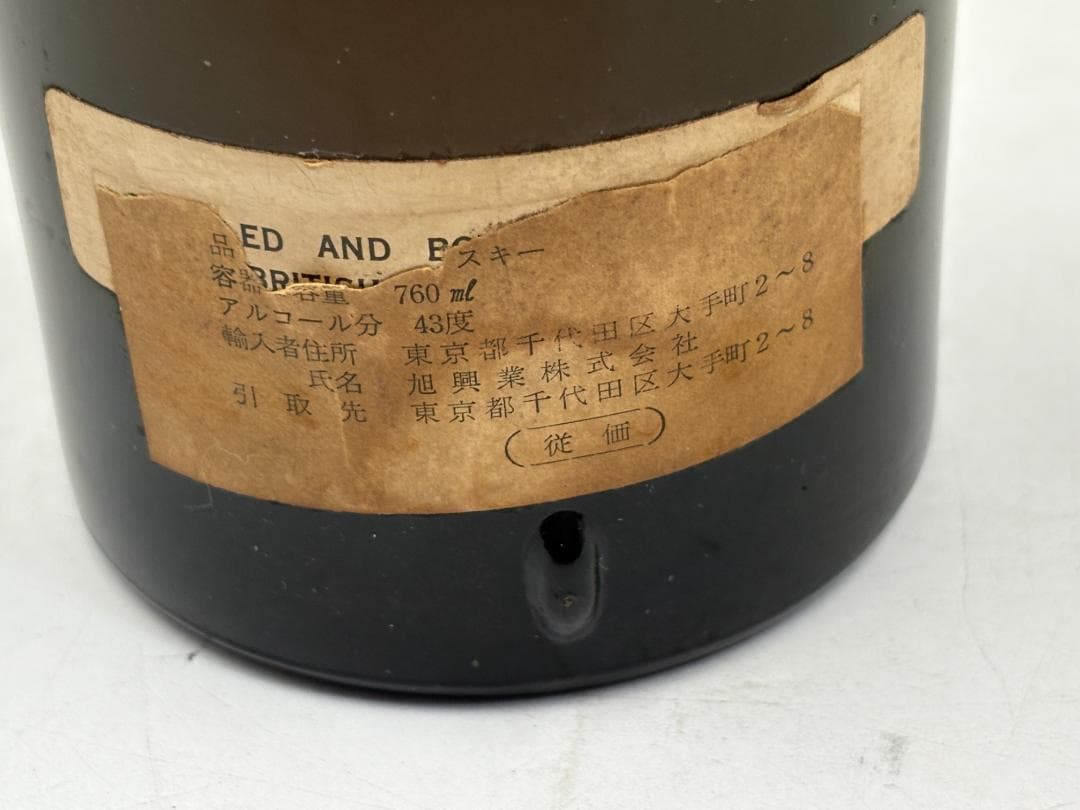 ED AND
品 スキー
BRITISH
容器 容量 760 ㎖
アルコール分 43度
輸入者住所 東京都千代田区大手町2～8
氏名 旭興業株式会社
引取先 東京都千代田区大手町2～8
従価